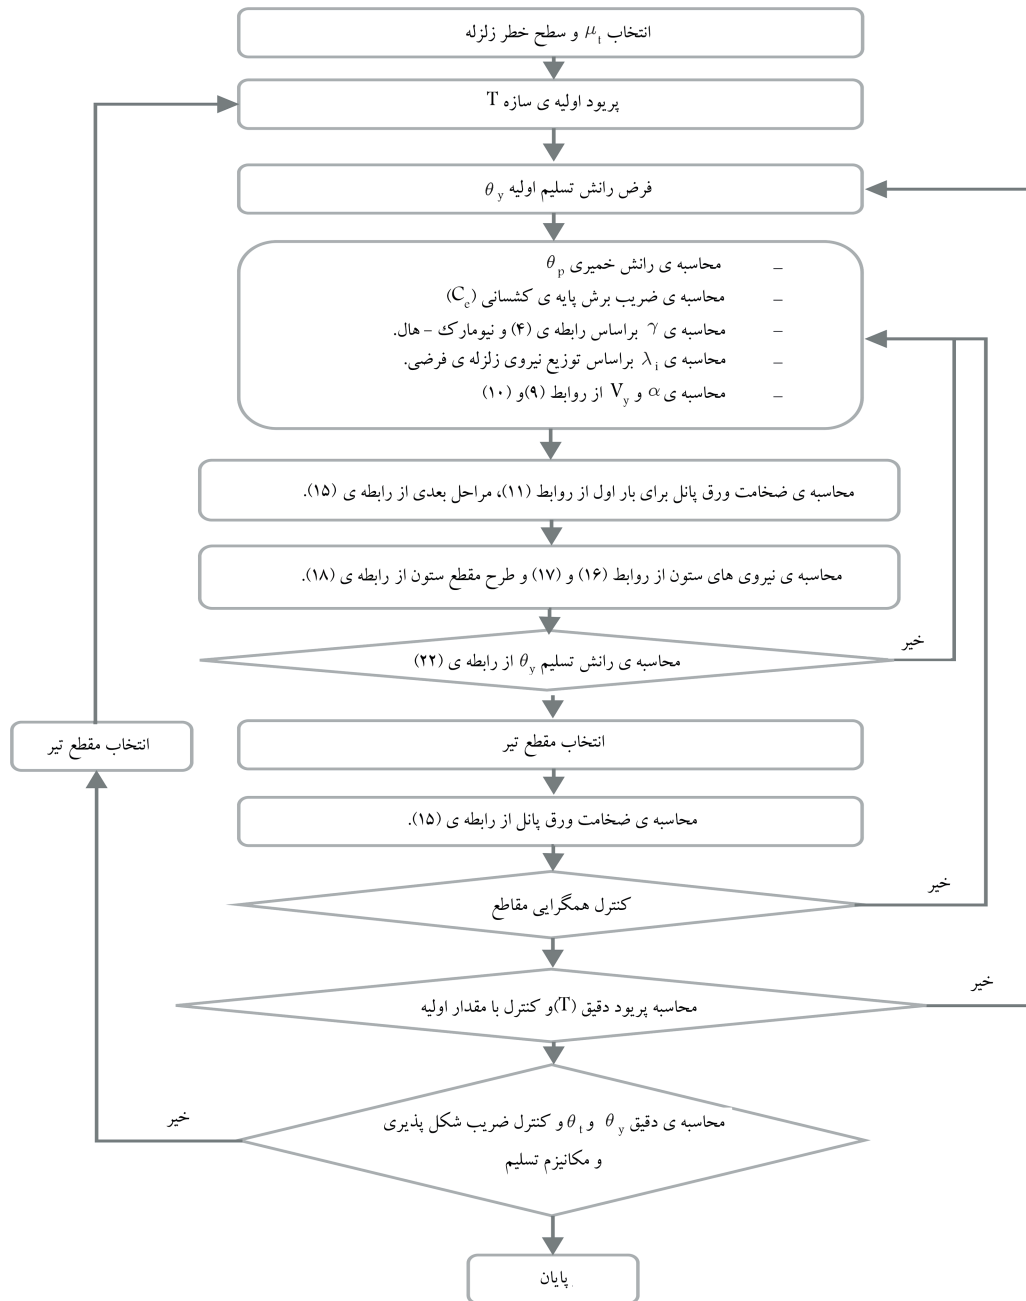 انتخاب μt و سطح خطر زلزله
پریود اولیه ی سازه T
فرض رانش تسلیم اولیه θy
– محاسبه ی رانش خمیری θp
– محاسبه ی ضریب برش پایه ی کشسانی (Ce)
– محاسبه ی γ براساس رابطه ی (۴) و نیومارک – هال.
– محاسبه ی λi براساس توزیع نیروی زلزله ی فرضی.
– محاسبه ی α و Vy از روابط (۹)و (۱۰)
محاسبه ی ضخامت ورق پانل برای بار اول از روابط (۱۱)، مراحل بعدی از رابطه ی (۱۵).
محاسبه ی نیروی های ستون از روابط (۱۶) و (۱۷) و طرح مقطع ستون از رابطه ی (۱۸).
خیر
محاسبه ی رانش تسلیم θy از رابطه ی (۲۲)
انتخاب مقطع تیر
انتخاب مقطع تیر
محاسبه ی ضخامت ورق پانل از رابطه ی (۱۵).
خیر
کنترل همگرایی مقاطع
خیر
محاسبه پریود دقیق (T)و کنترل با مقدار اولیه
خیر
محاسبه ی دقیق θy و θt و کنترل ضریب شکل پذیری
و مکانیزم تسلیم
پایان